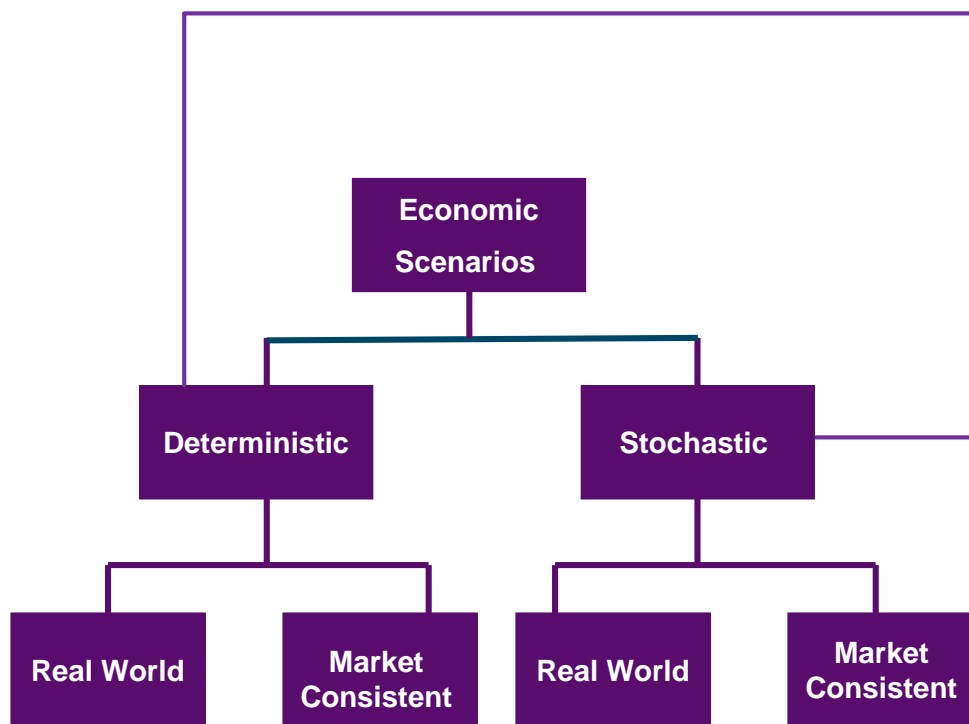 Economic
Scenarios
Deterministic
Stochastic
Real World
Market
Consistent
Real World
Market
Consistent